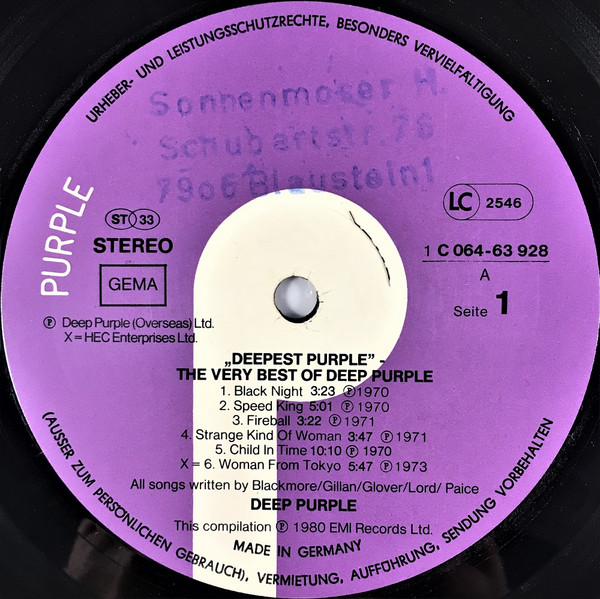 URHEBER- UND LEISTUNGSSCHUTZRECHTE, BESONDERS VERVIELFÄLTIGUNG
Sonnenmoser H.
Schubartstr. 76
7906 Blaustein1
PURPLE
ST 33
STEREO
GEMA
LC 2546
1 C 064-63 928
A
Seite 1
Ⓟ Deep Purple (Overseas) Ltd.
X = HEC Enterprises Ltd.
„DEEPEST PURPLE” -
THE VERY BEST OF DEEP PURPLE
1. Black Night 3:23 Ⓟ 1970
2. Speed King 5:01 Ⓟ 1970
3. Fireball 3:22 Ⓟ 1971
4. Strange Kind Of Woman 3:47 Ⓟ 1971
5. Child In Time 10:10 Ⓟ 1970
X = 6. Woman From Tokyo 5:47 Ⓟ 1973
All songs written by Blackmore/Gillan/Glover/Lord/ Paice
DEEP PURPLE
This compilation Ⓟ 1980 EMI Records Ltd.
MADE IN GERMANY
(AUSSER ZUM PERSÖNLICHEN GEBRAUCH), VERMIETUNG, AUFFÜHRUNG, SENDUNG VORBEHALTEN